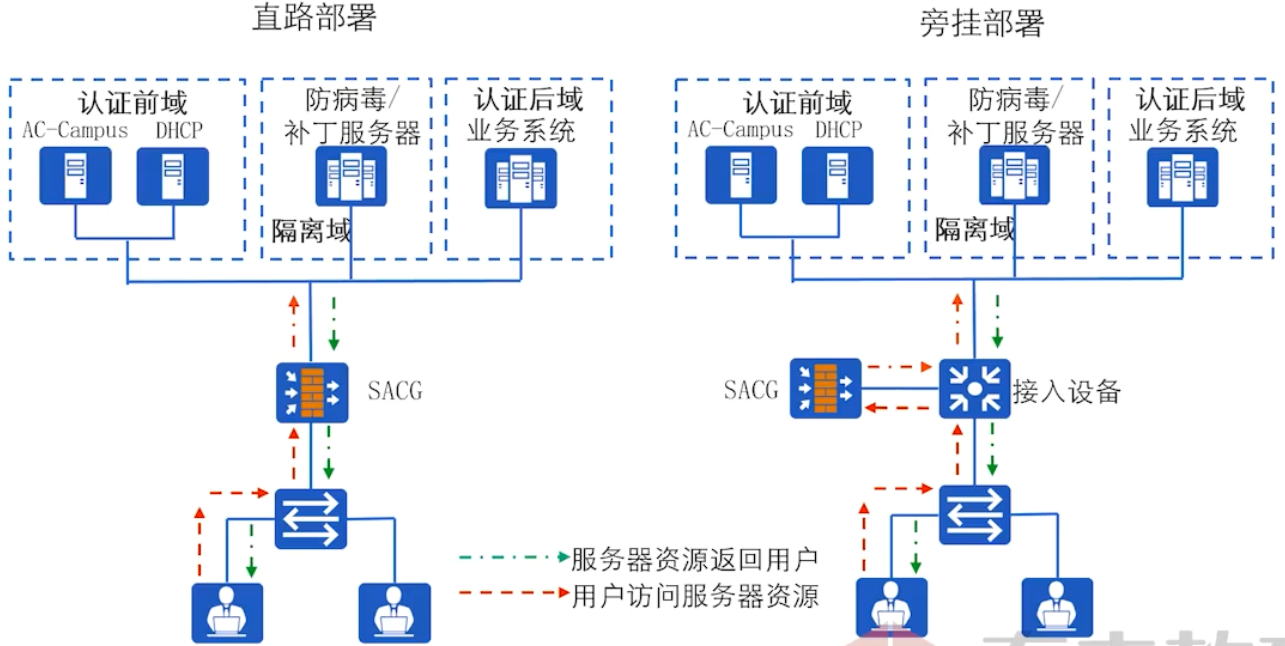 直路部署
认证前域
AC-Campus DHCP
防病毒/
补丁服务器
认证后域
业务系统
隔离域
SACG
旁挂部署
认证前域
AC-Campus DHCP
防病毒/
补丁服务器
认证后域
业务系统
隔离域
SACG
接入设备
服务器资源返回用户
用户访问服务器资源